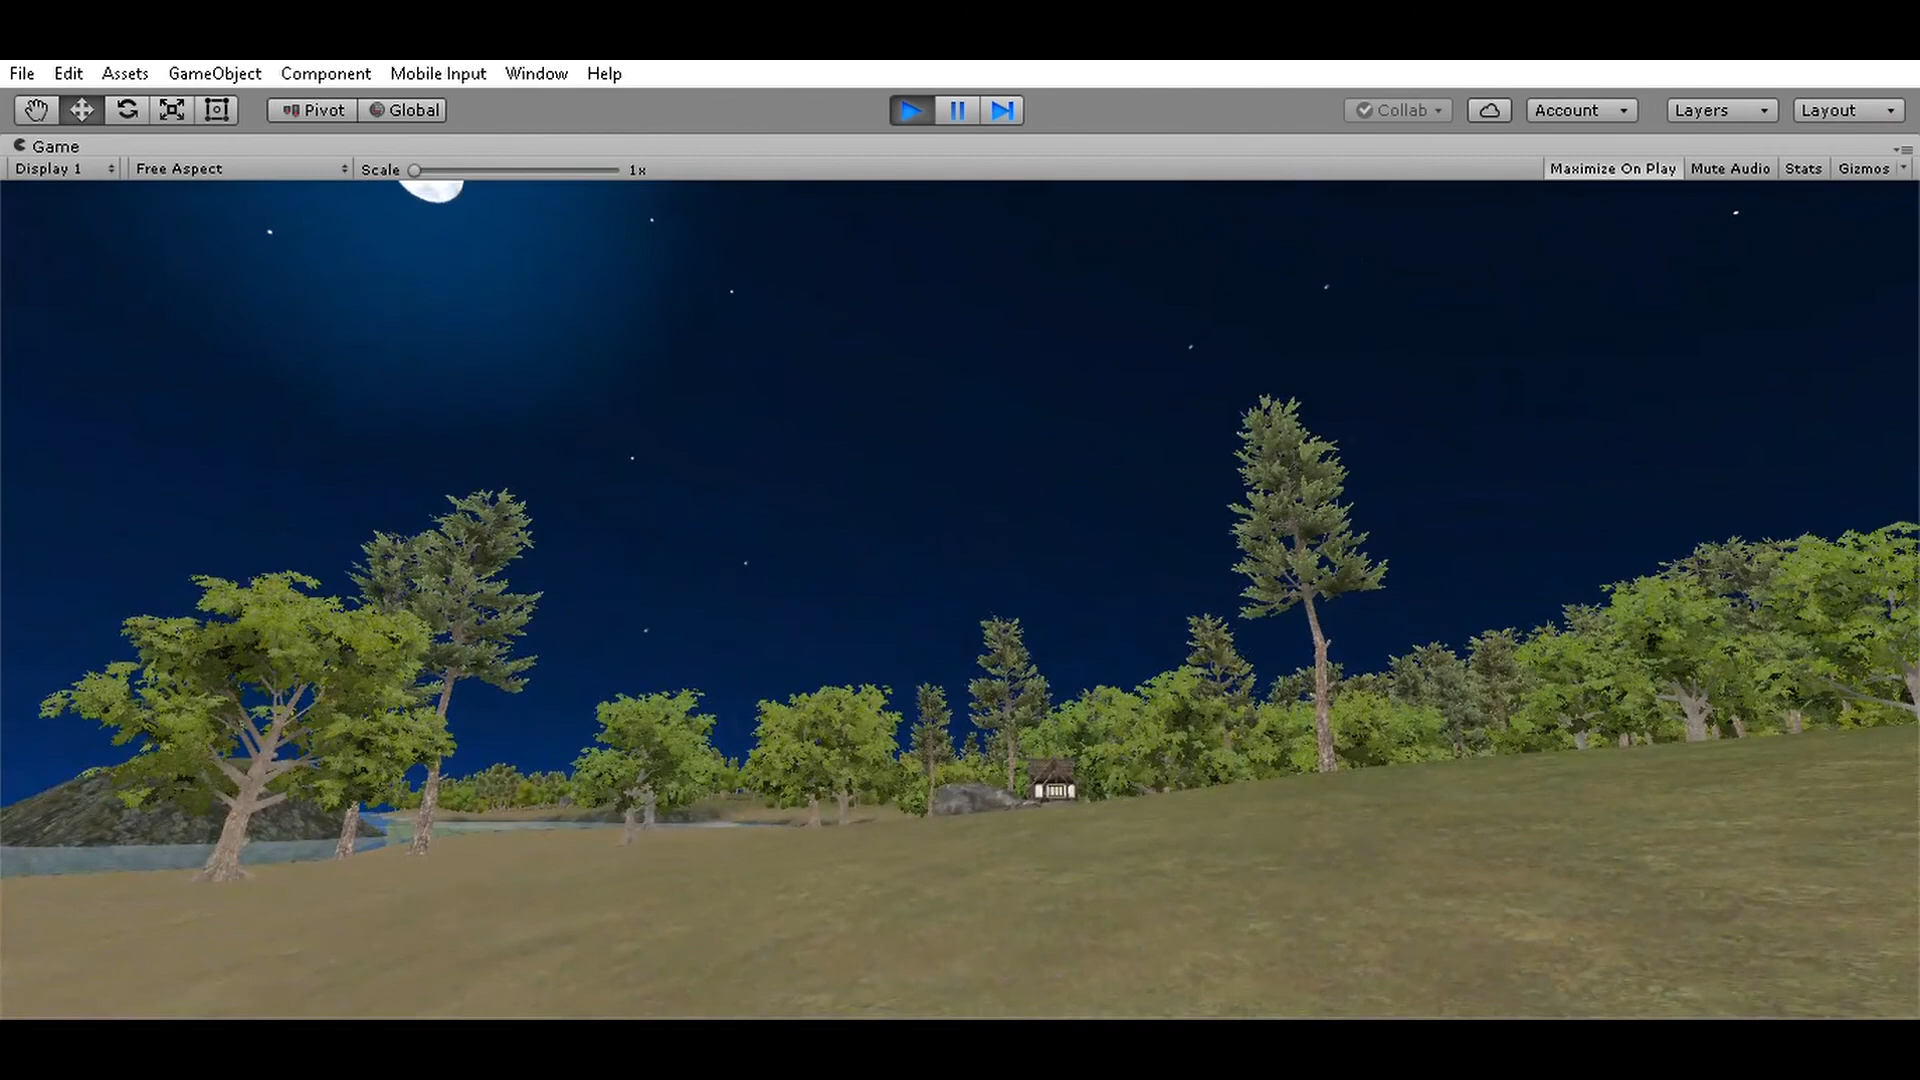 File Edit Assets GameObject Component Mobile Input Window Help
Pivot Global Collab Account Layers Layout
Game
Display 1 Free Aspect Scale 1x Maximize On Play Mute Audio Stats Gizmos